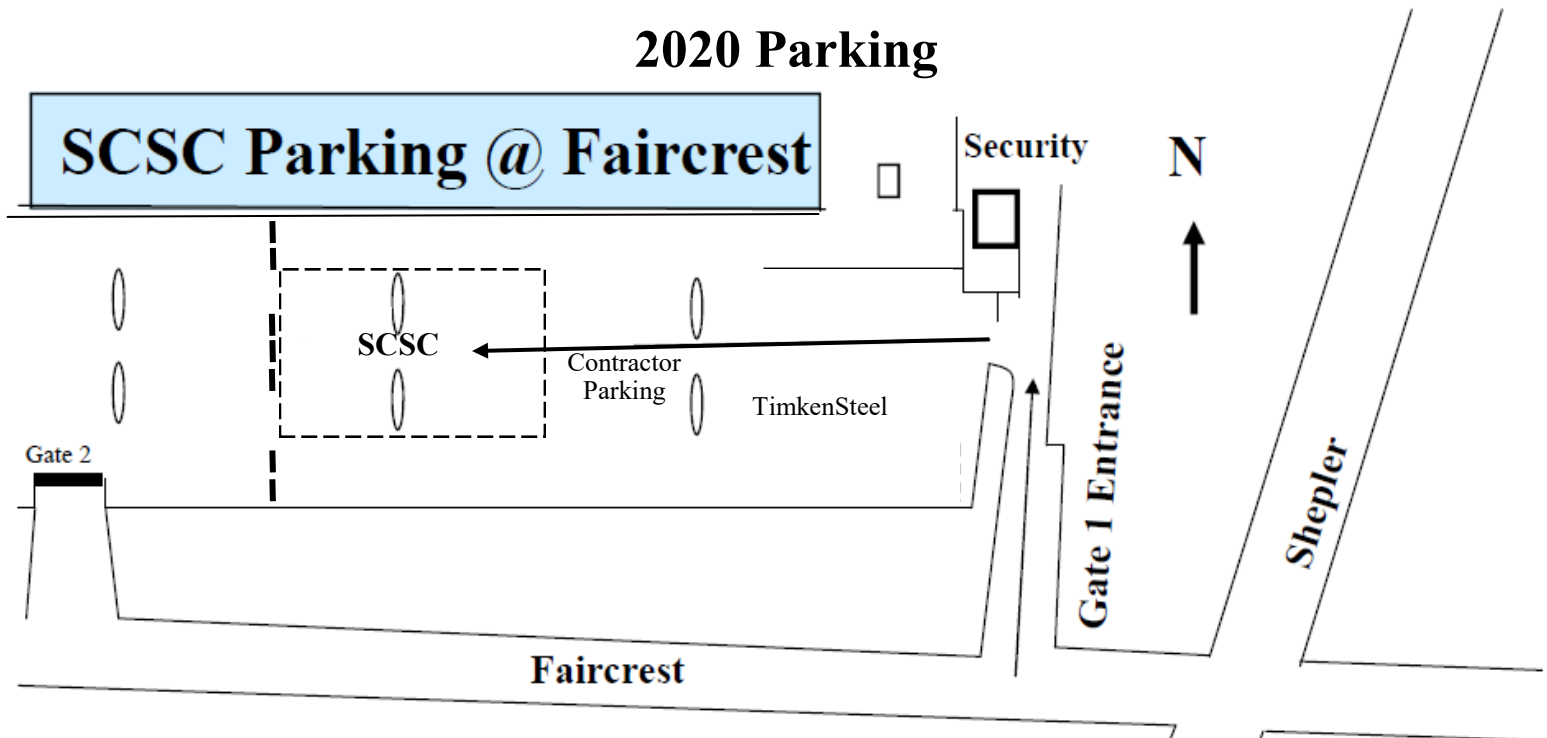 2020 Parking
SCSC Parking @ Faircrest
Security
N
SCSC
Contractor
Parking
TimkenSteel
Gate 2
Gate 1 Entrance
Shepler
Faircrest